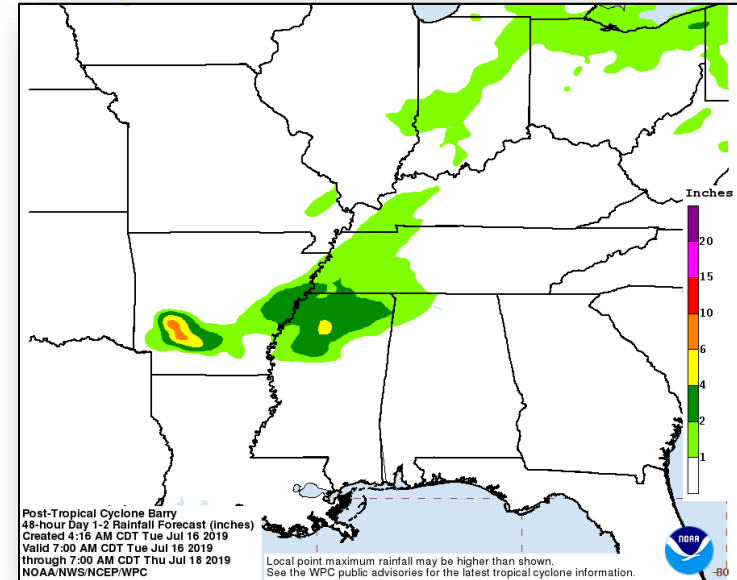 Inches
20
15
10
6
4
2
1
Post-Tropical Cyclone Barry
48-hour Day 1-2 Rainfall Forecast (inches)
Created 4:16 AM CDT Tue Jul 16 2019
Valid 7:00 AM CDT Tue Jul 16 2019
through 7:00 AM CDT Thu Jul 18 2019
NOAA/NWS/NCEP/WPC
Local point maximum rainfall may be higher than shown.
See the WPC public advisories for the latest tropical cyclone information.
NOAA
-80